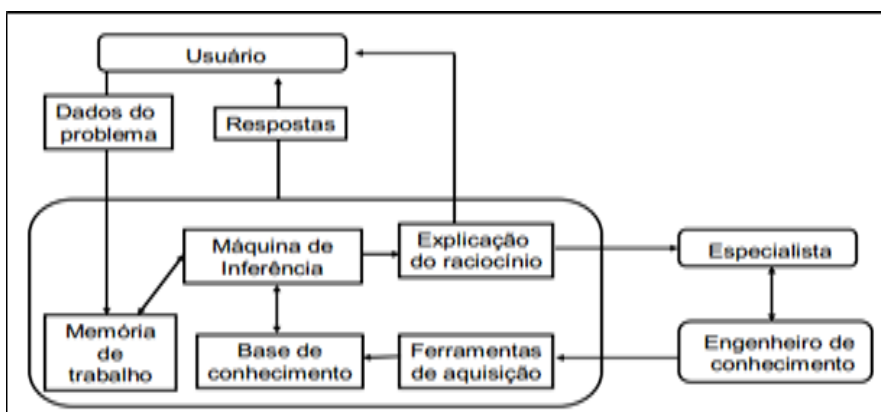 Usuário
Dados do
problema
Respostas
Máquina de
Inferência
Explicação
do raciocínio
Especialista
Memória
de
trabalho
Base de
conhecimento
Ferramentas
de aquisição
Engenheiro de
conhecimento